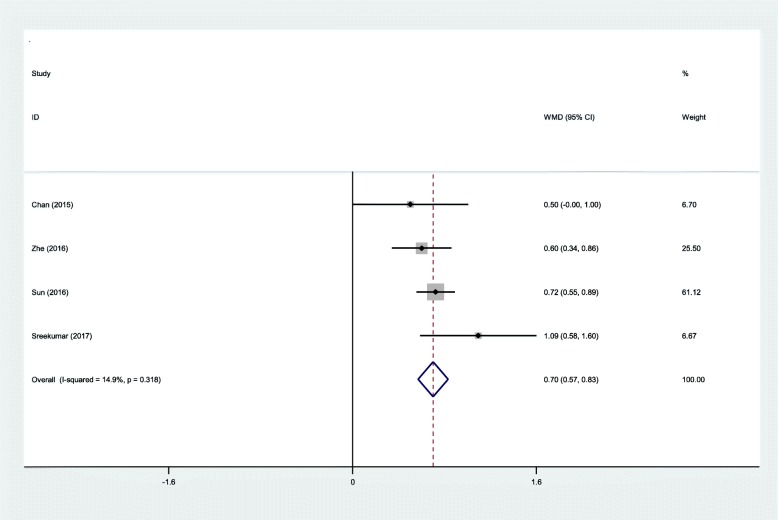 Study %
ID WMD (95% CI) Weight
Chan (2015) 0.50 (-0.00, 1.00) 6.70
Zhe (2016) 0.60 (0.34, 0.86) 25.50
Sun (2016) 0.72 (0.55, 0.89) 61.12
Sreekumar (2017) 1.09 (0.58, 1.60) 6.67
Overall (I-squared = 14.9%, p = 0.318) 0.70 (0.57, 0.83) 100.00
-1.6 0 1.6